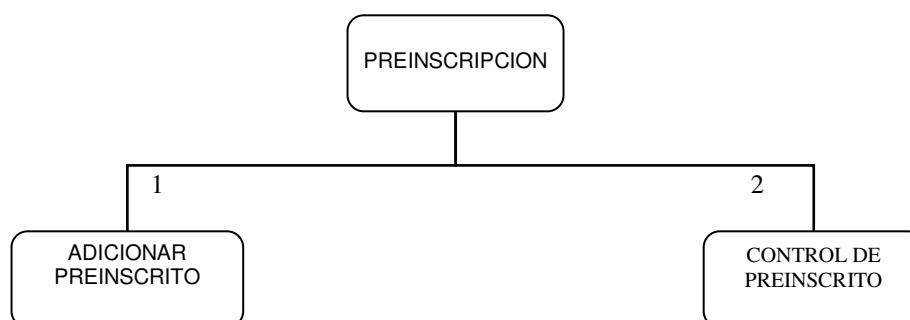 PREINSCRIPCION
1
2
ADICIONAR
PREINSCRITO
CONTROL DE
PREINSCRITO